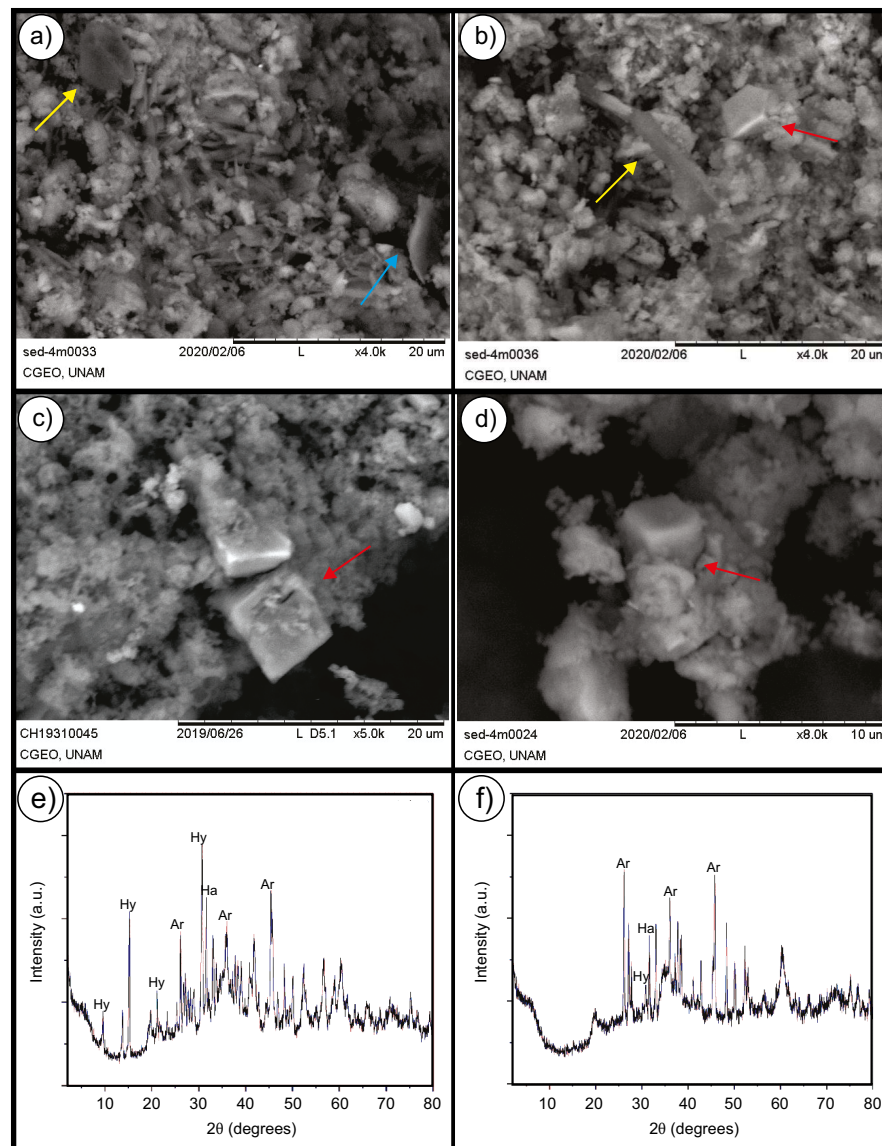 a)
b)
sed-4m0033 2020/02/06 L x4.0k 20 um
CGEO, UNAM
sed-4m0036 2020/02/06 L x4.0k 20 um
CGEO, UNAM
c)
d)
CH19310045 2019/06/26 L D5.1 x5.0k 20 um
CGEO, UNAM
sed-4m0024 2020/02/06 L x8.0k 10 um
CGEO, UNAM
e)
Intensity (a.u.)
Hy
Hy
Hy
Ar
Hy
Ha
Ar
Ar
10 20 30 40 50 60 70 80
2θ (degrees)
f)
Intensity (a.u.)
Ar
Hy
Ha
Ar
Ar
10 20 30 40 50 60 70 80
2θ (degrees)